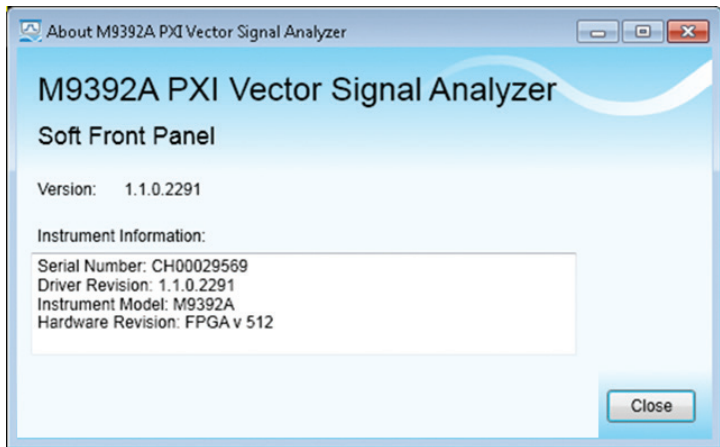 About M9392A PXI Vector Signal Analyzer
M9392A PXI Vector Signal Analyzer
Soft Front Panel
Version: 1.1.0.2291
Instrument Information:
Serial Number: CH00029569
Driver Revision: 1.1.0.2291
Instrument Model: M9392A
Hardware Revision: FPGA v 512
Close